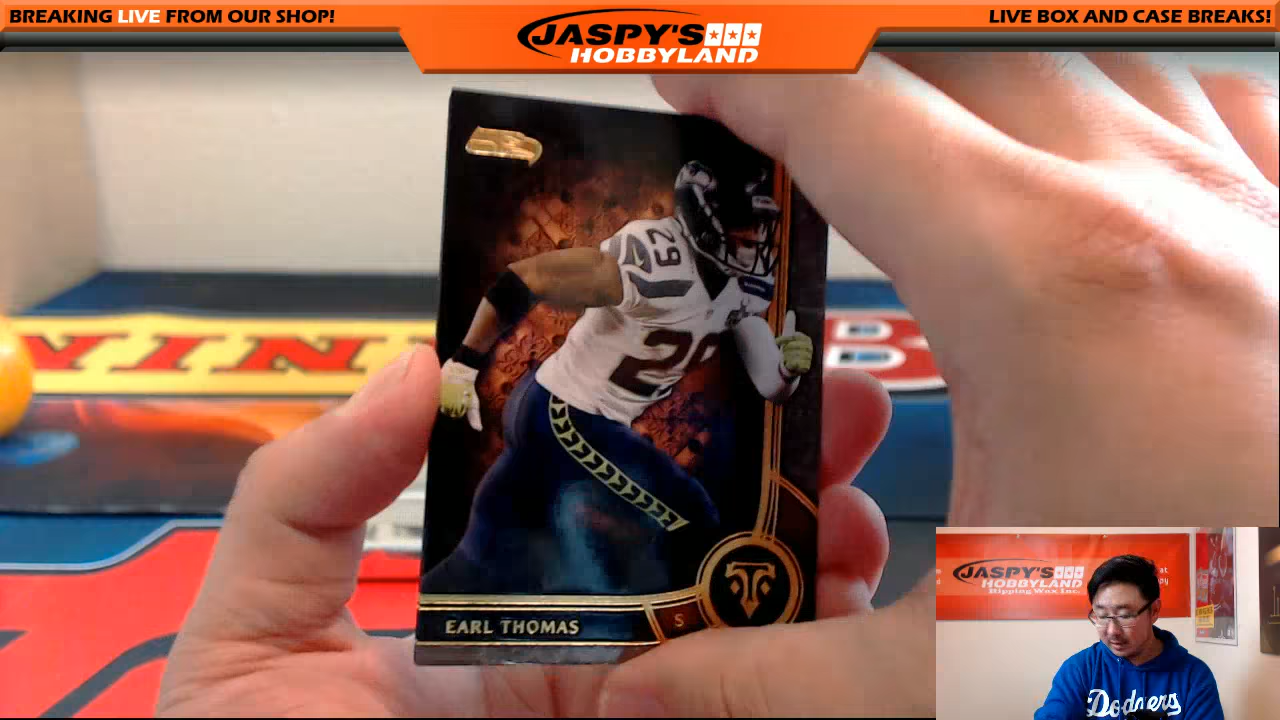 BREAKING LIVE FROM OUR SHOP!
JASPY'S
HOBBYLAND
LIVE BOX AND CASE BREAKS!
29
29
EARL THOMAS
S
JASPY'S
HOBBYLAND
Ripping Wax Inc.
Dodgers